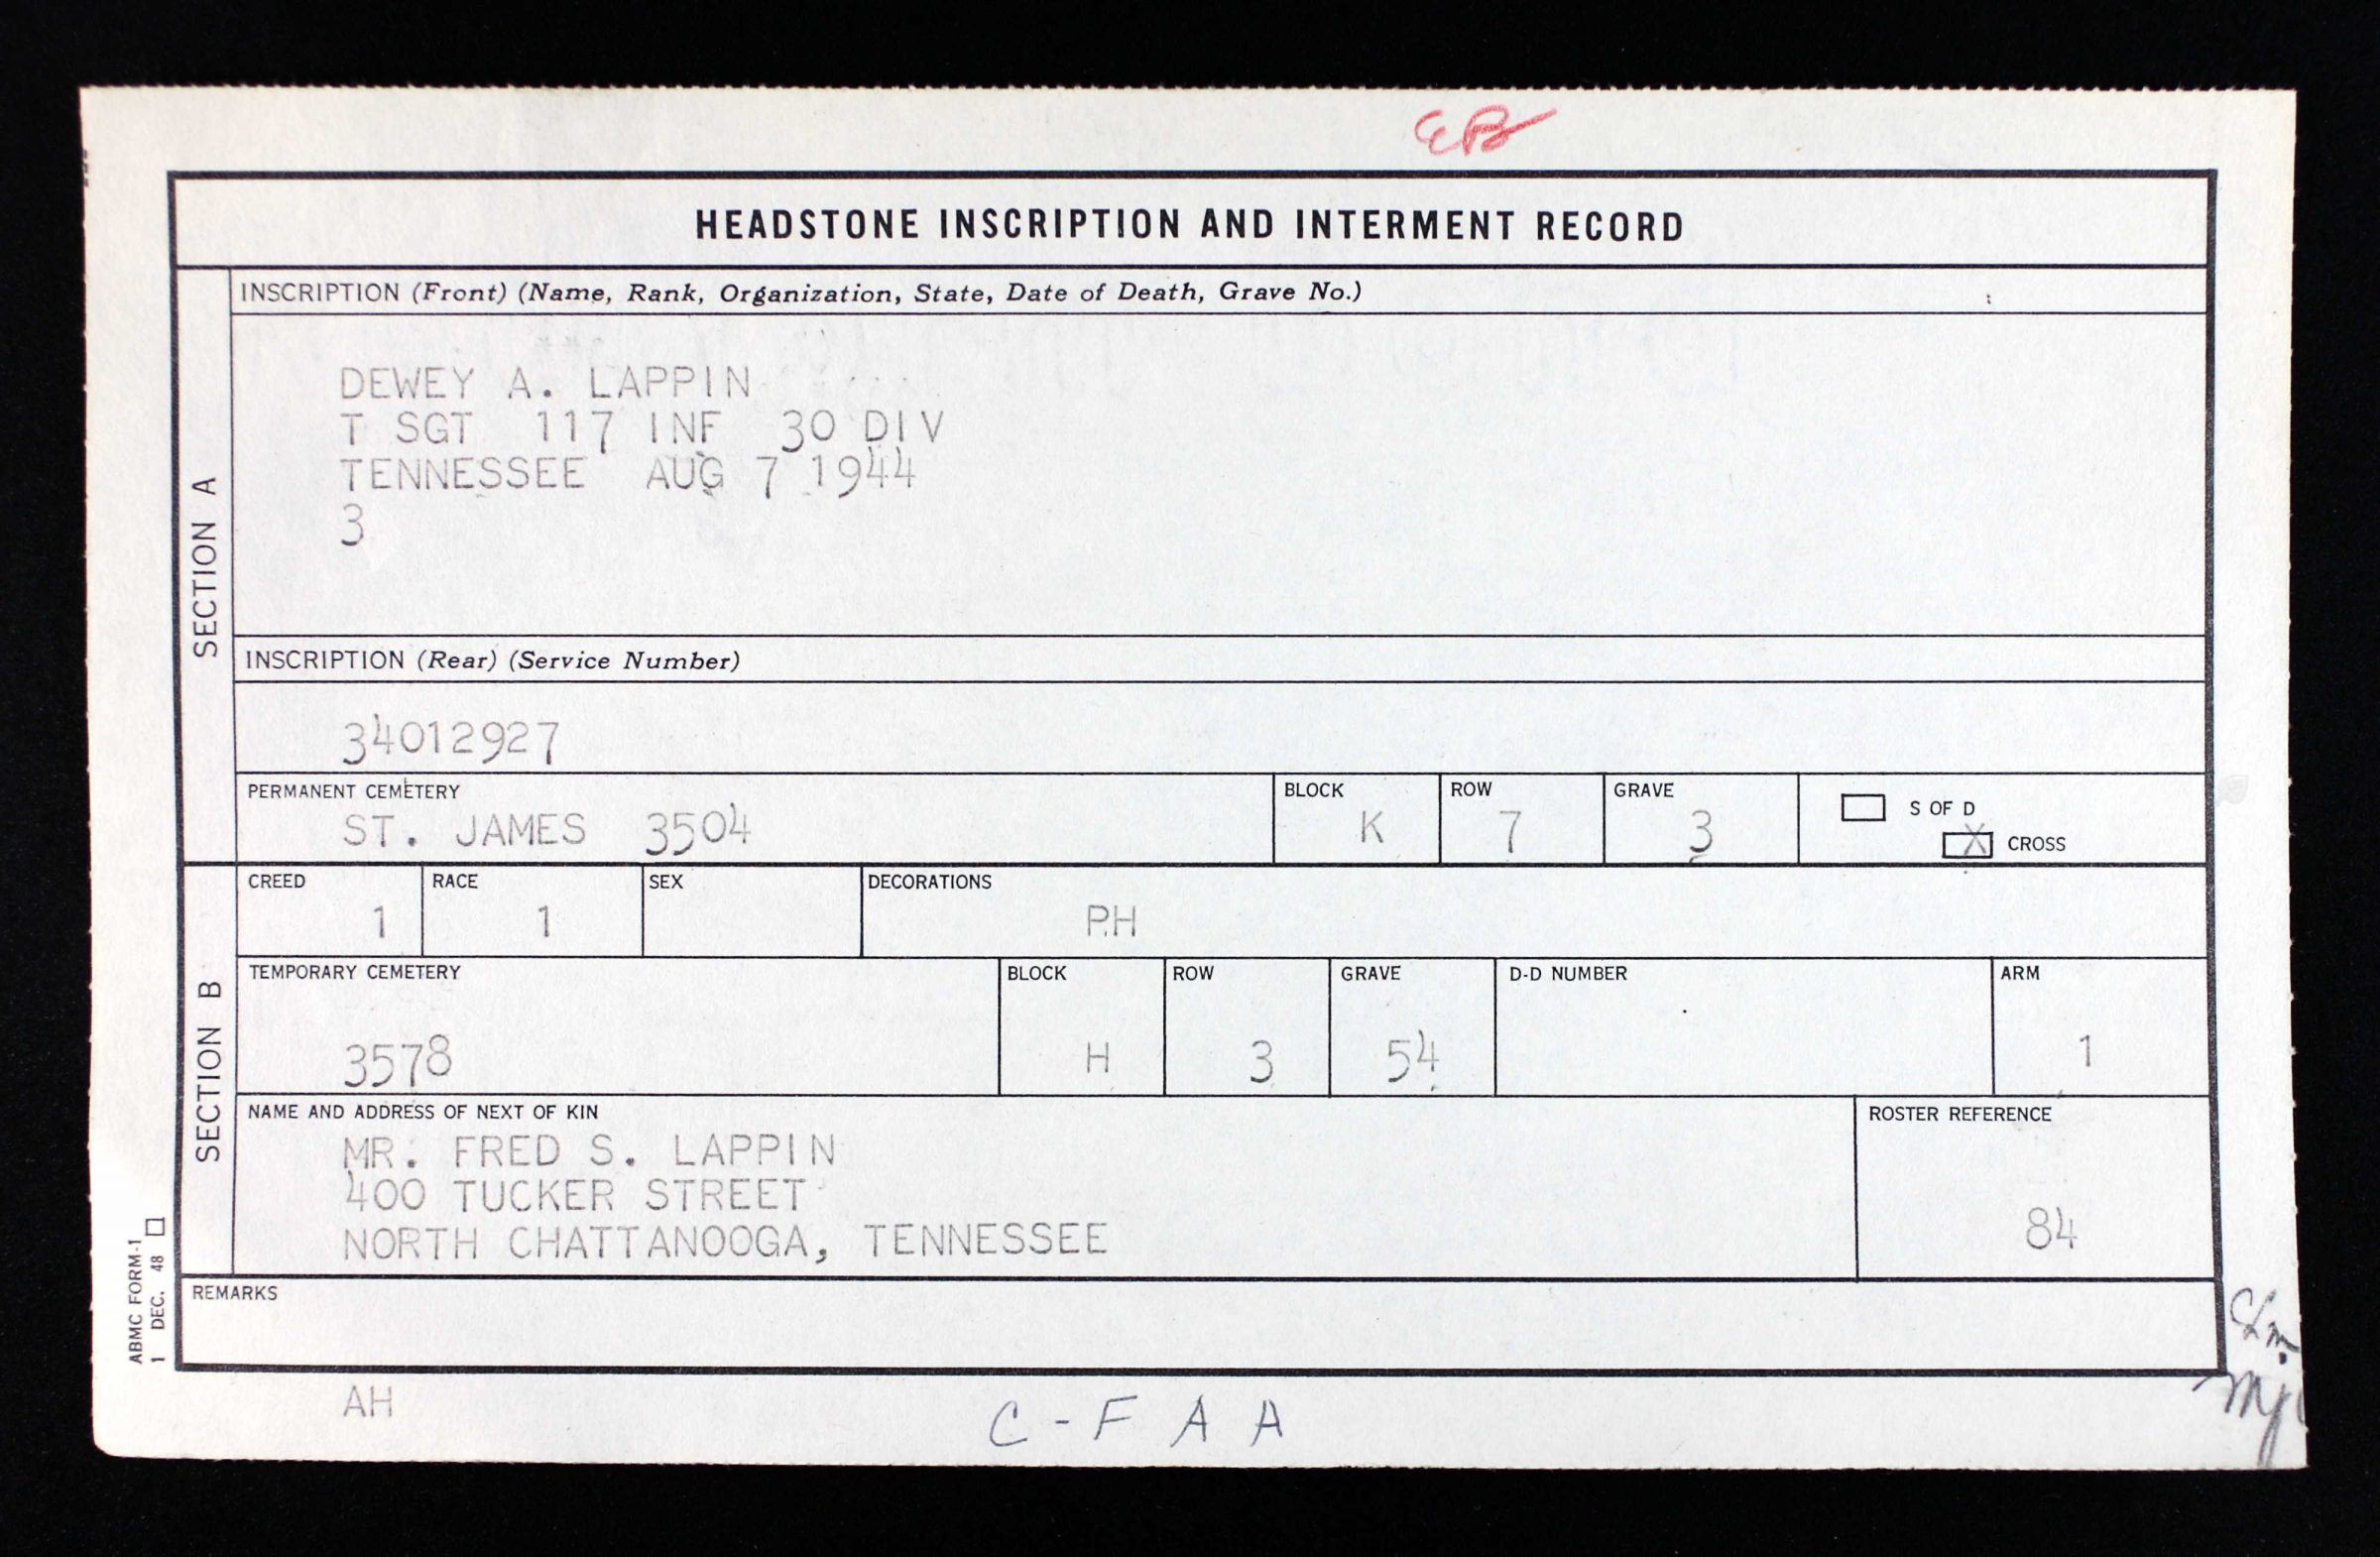 HEADSTONE INSCRIPTION AND INTERMENT RECORD
SECTION A
INSCRIPTION (Front) (Name, Rank, Organization, State, Date of Death, Grave No.)
DEWEY A. LAPPIN
T SGT 117 INF 30 DIV
TENNESSEE AUG 7 1944
3
INSCRIPTION (Rear) (Service Number)
34012927
PERMANENT CEMETERY BLOCK ROW GRAVE S OF D
ST. JAMES 3504 K 7 3 X CROSS
SECTION B
CREED RACE SEX DECORATIONS
1 1 PH
TEMPORARY CEMETERY BLOCK ROW GRAVE D-D NUMBER ARM
3578 H 3 54 1
NAME AND ADDRESS OF NEXT OF KIN ROSTER REFERENCE
MR. FRED S. LAPPIN
400 TUCKER STREET
NORTH CHATTANOOGA, TENNESSEE 84
REMARKS
ABMC FORM-1
1 DEC. 48
AH
C-F A A